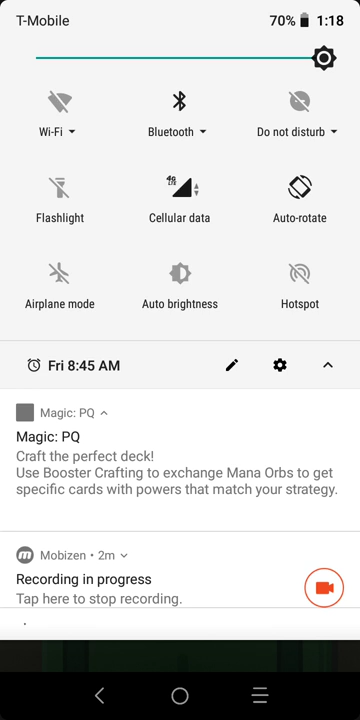 T-Mobile 70% 1:18
Wi-Fi Bluetooth Do not disturb
4G LTE
Flashlight Cellular data Auto-rotate
Airplane mode Auto brightness Hotspot
Fri 8:45 AM
Magic: PQ
Magic: PQ
Craft the perfect deck!
Use Booster Crafting to exchange Mana Orbs to get
specific cards with powers that match your strategy.
m Mobizen • 2m
Recording in progress
Tap here to stop recording.